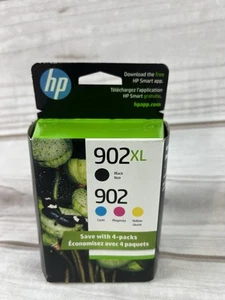 hp
Download the free
HP Smart app.
Téléchargez l'application
HP Smart gratuite.
hpapp.com
902XL
Black
Noir
902
Cyan
Magenta
Yellow
Save with 4-packs
Économisez avec 4 paquets